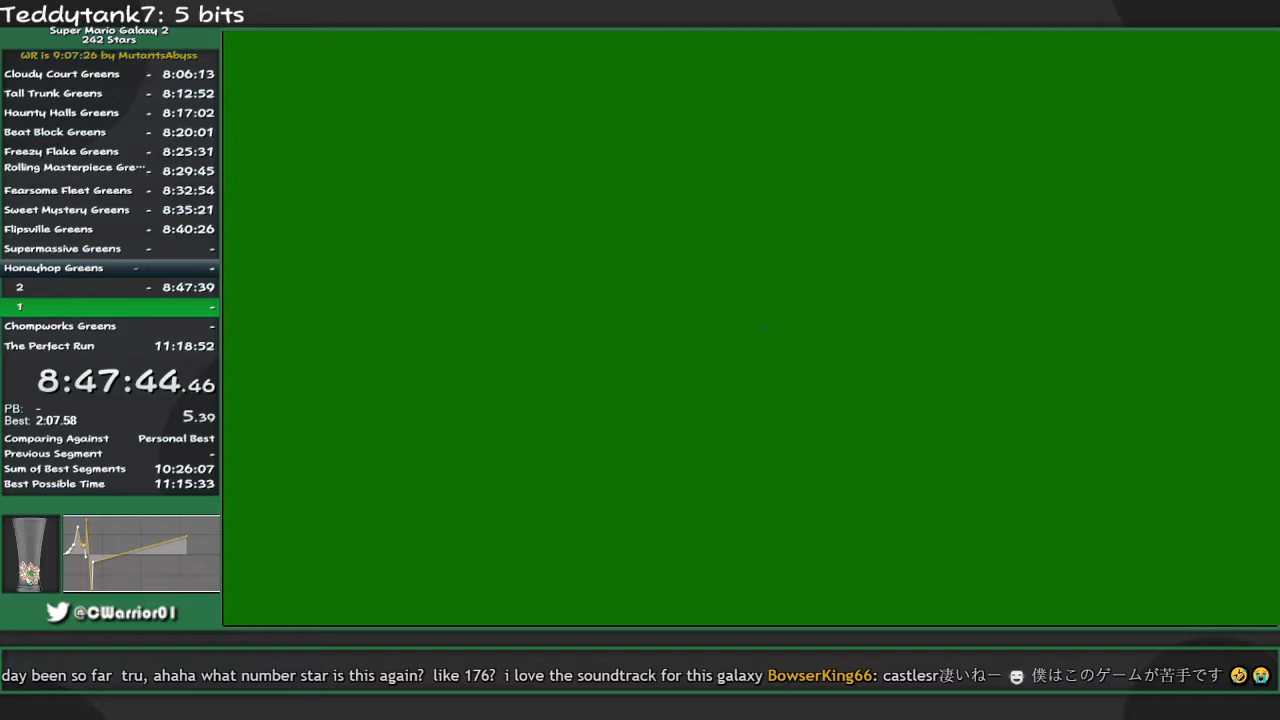 Teddytank7: 5 bits
Super Mario Galaxy 2
242 Stars
WR is 9:07:26 by MutantsAbyss
Cloudy Court Greens - 8:06:13
Tall Trunk Greens - 8:12:52
Haunty Halls Greens - 8:17:02
Beat Block Greens - 8:20:01
Freezy Flake Greens - 8:25:31
Rolling Masterpiece Gre··· - 8:29:45
Fearsome Fleet Greens - 8:32:54
Sweet Mystery Greens - 8:35:21
Flipsville Greens - 8:40:26
Supermassive Greens - -
Honeyhop Greens - -
2 - 8:47:39
1 -
Chompworks Greens -
The Perfect Run 11:18:52
8:47:44.46
PB: - 5.39
Best: 2:07.58
Comparing Against Personal Best
Previous Segment -
Sum of Best Segments 10:26:07
Best Possible Time 11:15:33
@CWarrior01
day been so far tru, ahaha what number star is this again? like 176? i love the soundtrack for this galaxy BowserKing66: castlesr凄いねー 僕はこのゲームが苦手です 🤣 😭